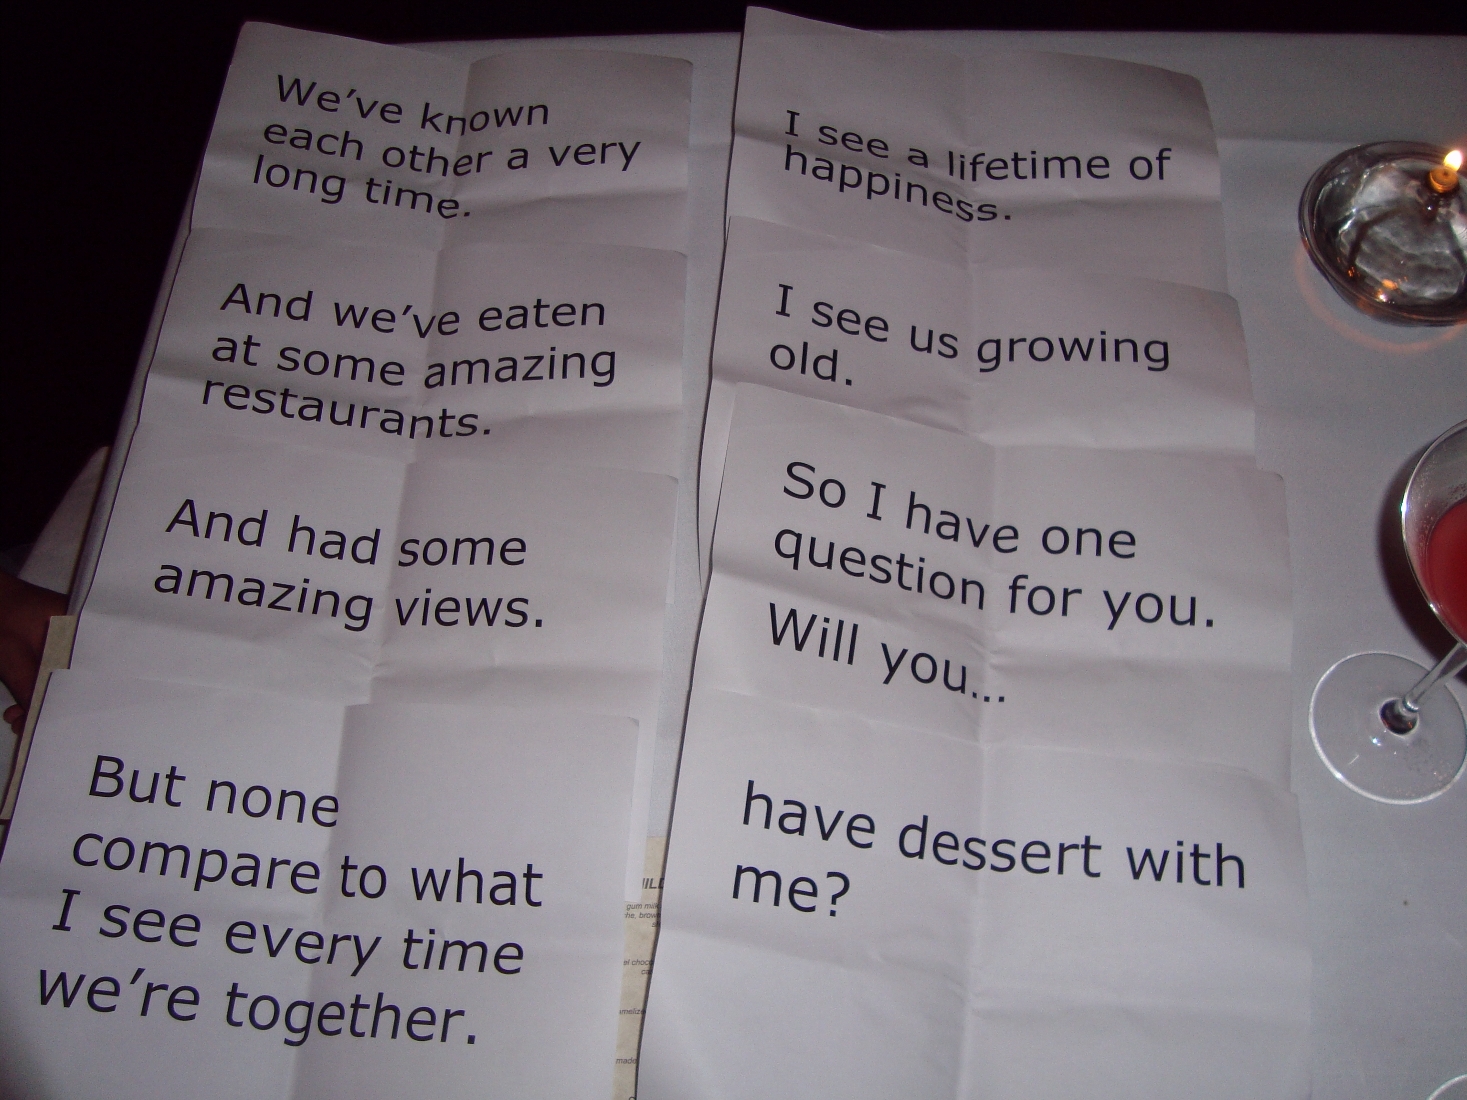 We've known
each other a very
long time.
And we've eaten
at some amazing
restaurants.
And had some
amazing views.
But none
compare to what
I see every time
we're together.
I see a lifetime of
happiness.
I see us growing
old.
So I have one
question for you.
Will you...
have dessert with
me?
gum
made